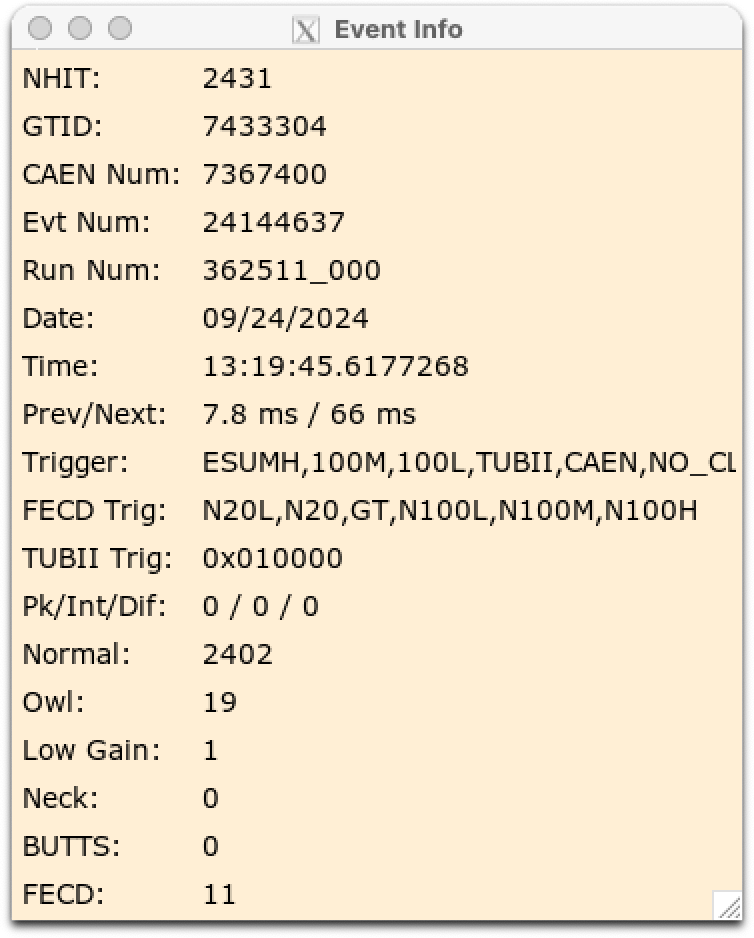 Event Info
NHIT: 2431
GTID: 7433304
CAEN Num: 7367400
Evt Num: 24144637
Run Num: 362511_000
Date: 09/24/2024
Time: 13:19:45.6177268
Prev/Next: 7.8 ms / 66 ms
Trigger: ESUMH,100M,100L,TUBII,CAEN,NO_CL
FECD Trig: N20L,N20,GT,N100L,N100M,N100H
TUBII Trig: 0x010000
Pk/Int/Dif: 0 / 0 / 0
Normal: 2402
Owl: 19
Low Gain: 1
Neck: 0
BUTTS: 0
FECD: 11